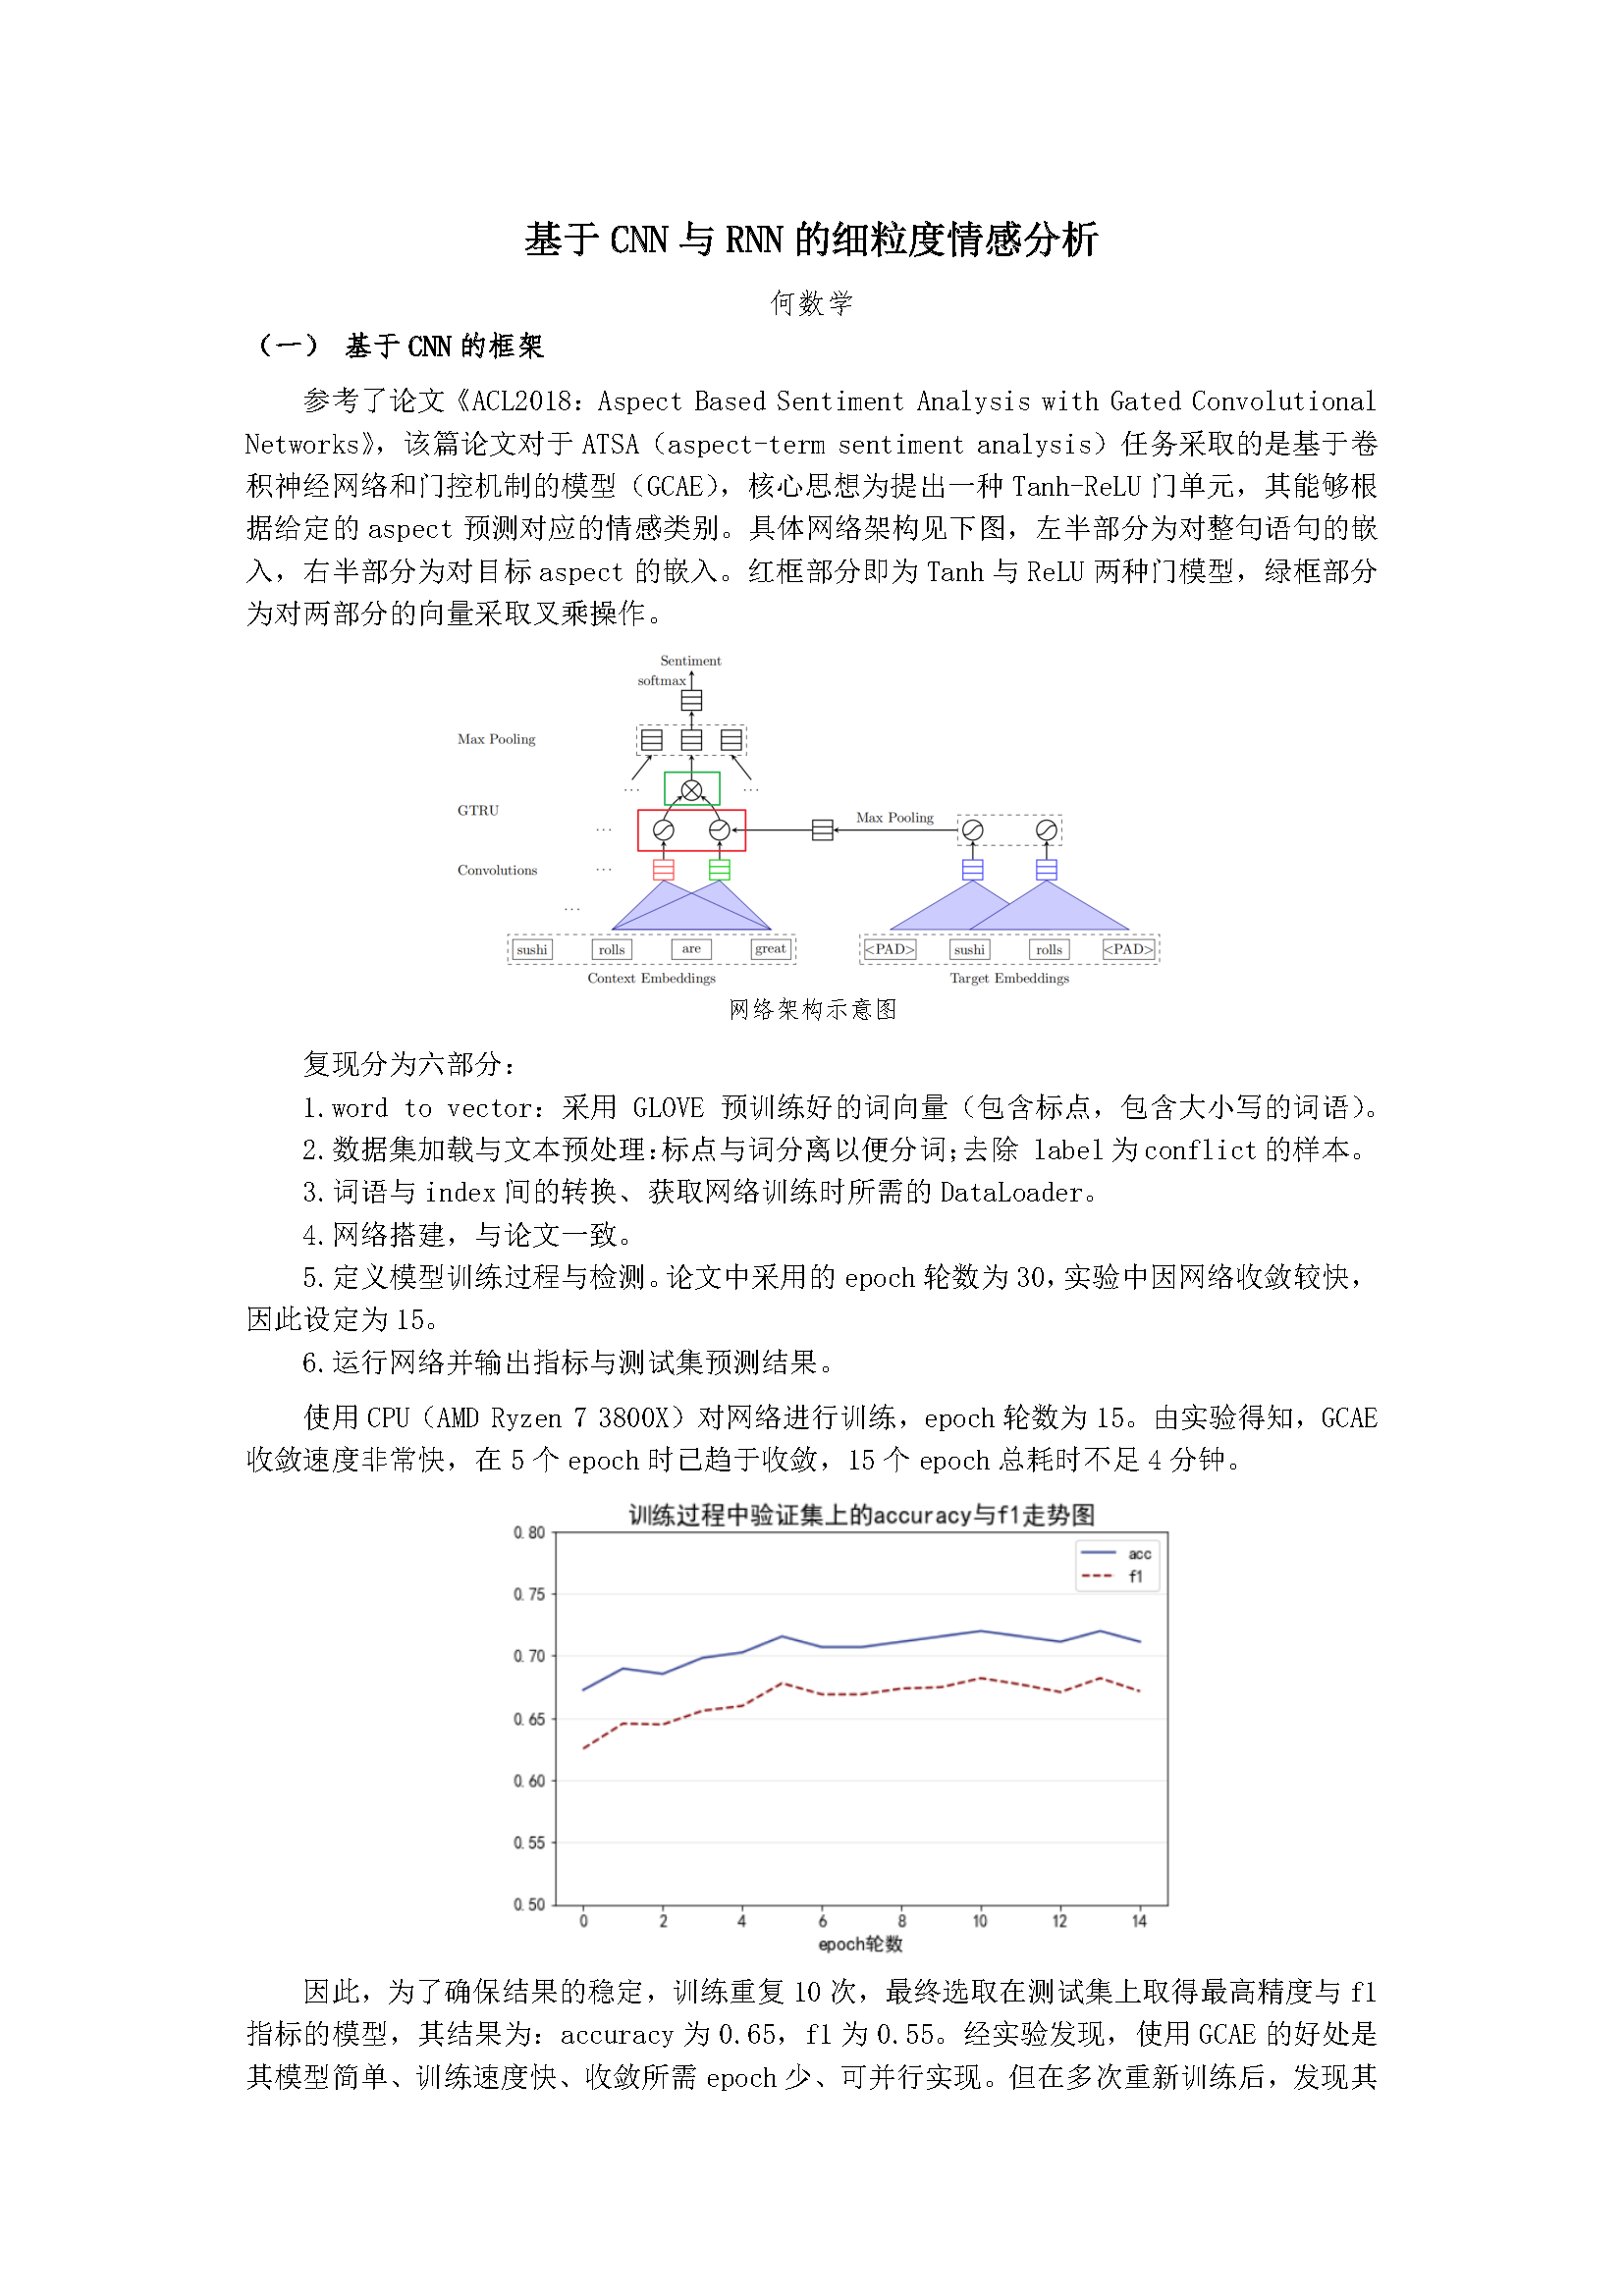 基于 CNN 与 RNN 的细粒度情感分析
何数学
（一） 基于 CNN 的框架
参考了论文《ACL2018：Aspect Based Sentiment Analysis with Gated Convolutional
Networks》，该篇论文对于 ATSA（aspect-term sentiment analysis）任务采取的是基于卷
积神经网络和门控机制的模型（GCAE），核心思想为提出一种 Tanh-ReLU 门单元，其能够根
据给定的 aspect 预测对应的情感类别。具体网络架构见下图，左半部分为对整句语句的嵌
入，右半部分为对目标 aspect 的嵌入。红框部分即为 Tanh 与 ReLU 两种门模型，绿框部分
为对两部分的向量采取叉乘操作。
Sentiment
softmax
Max Pooling
... ...
GTRU
Max Pooling
...
Convolutions ...
...
sushi rolls are great <PAD> sushi rolls <PAD>
Context Embeddings Target Embeddings
网络架构示意图
复现分为六部分：
1.word to vector：采用 GLOVE 预训练好的词向量（包含标点，包含大小写的词语）。
2.数据集加载与文本预处理：标点与词分离以便分词；去除 label 为 conflict 的样本。
3.词语与 index 间的转换、获取网络训练时所需的 DataLoader。
4.网络搭建，与论文一致。
5.定义模型训练过程与检测。论文中采用的 epoch 轮数为 30，实验中因网络收敛较快，
因此设定为 15。
6.运行网络并输出指标与测试集预测结果。
使用 CPU（AMD Ryzen 7 3800X）对网络进行训练，epoch 轮数为 15。由实验得知，GCAE
收敛速度非常快，在 5 个 epoch 时已趋于收敛，15 个 epoch 总耗时不足 4 分钟。
训练过程中验证集上的accuracy与f1走势图
0.80
acc
f1
0.75
0.70
0.65
0.60
0.55
0.50
0 2 4 6 8 10 12 14
epoch轮数
因此，为了确保结果的稳定，训练重复 10 次，最终选取在测试集上取得最高精度与 f1
指标的模型，其结果为：accuracy 为 0.65，f1 为 0.55。经实验发现，使用 GCAE 的好处是
其模型简单、训练速度快、收敛所需 epoch 少、可并行实现。但在多次重新训练后，发现其